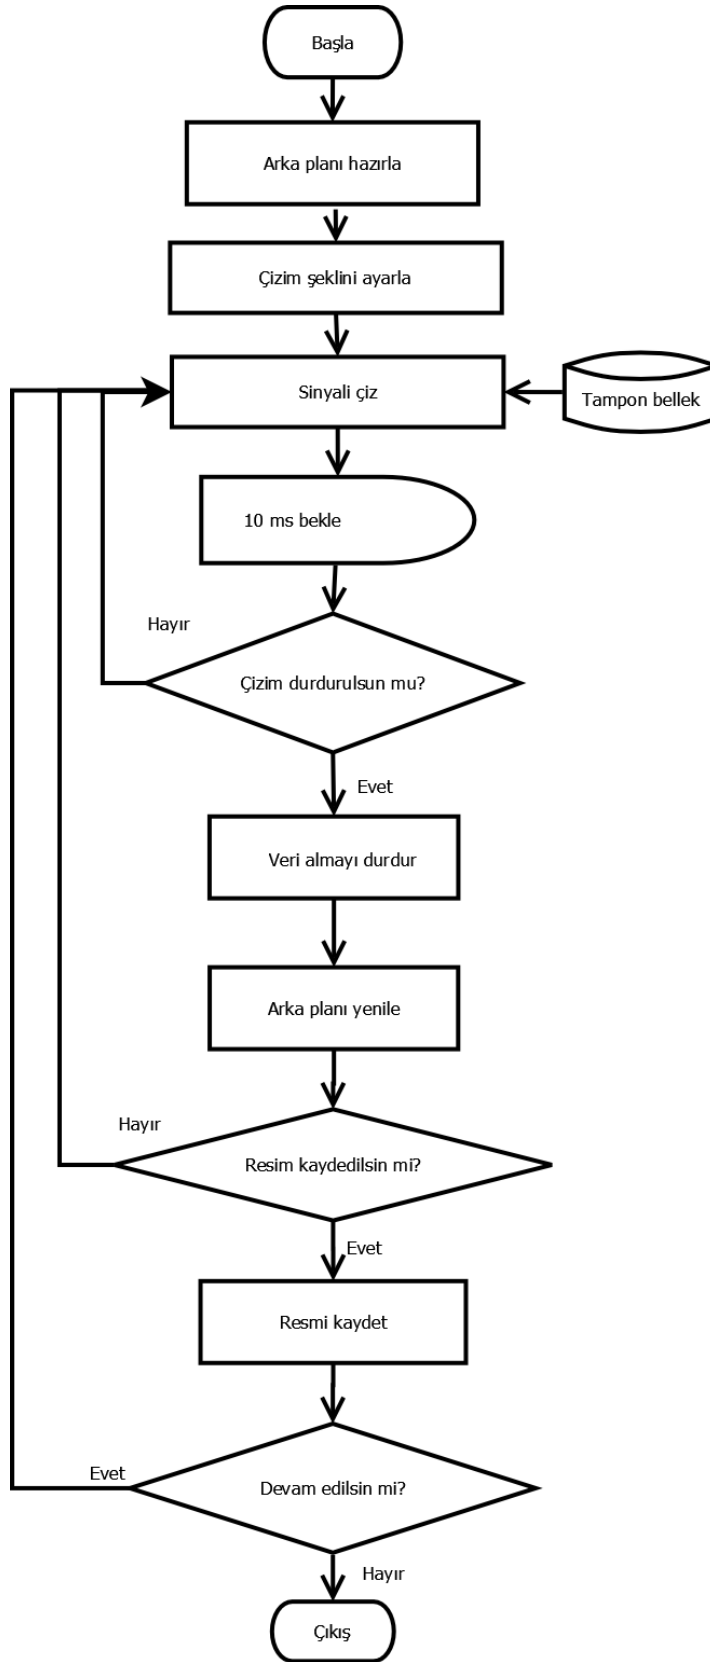 Başla
Arka planı hazırla
Çizim şeklini ayarla
Sinyali çiz
Tampon bellek
10 ms bekle
Hayır
Çizim durdurulsun mu?
Evet
Veri almayı durdur
Arka planı yenile
Hayır
Resim kaydedilsin mi?
Evet
Resmi kaydet
Evet
Devam edilsin mi?
Hayır
Çıkış